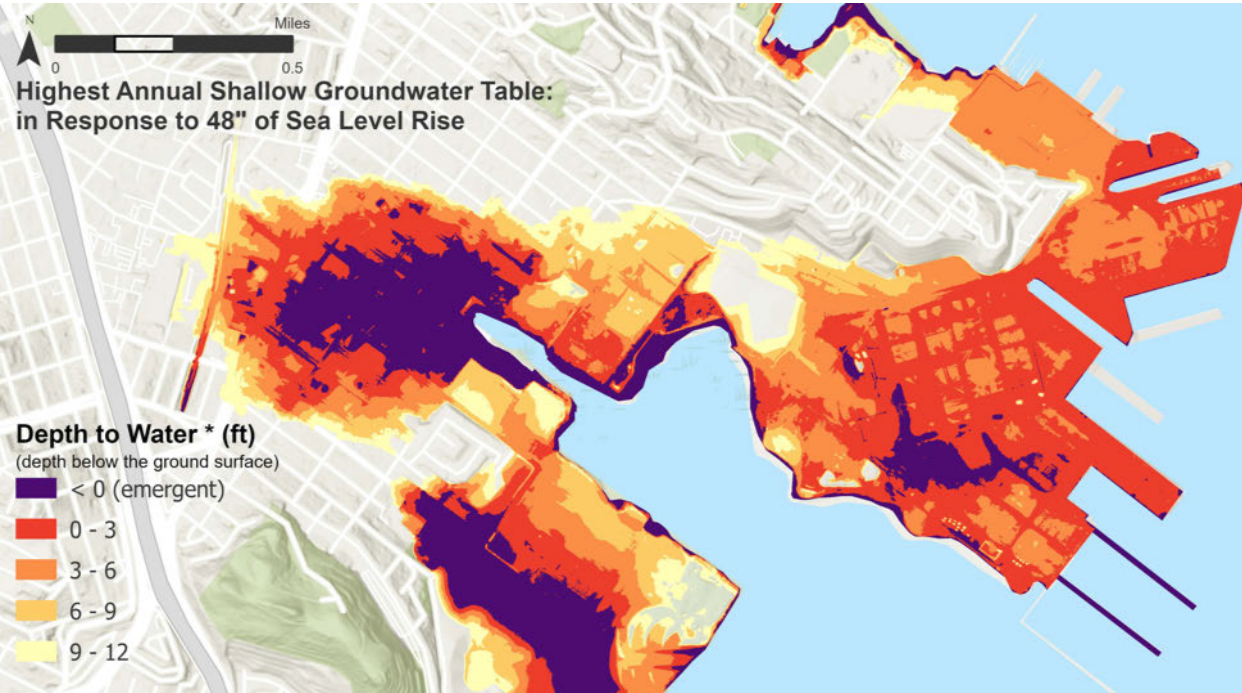 N
Miles
0 0.5
Highest Annual Shallow Groundwater Table:
in Response to 48" of Sea Level Rise
Depth to Water * (ft)
(depth below the ground surface)
< 0 (emergent)
0 - 3
3 - 6
6 - 9
9 - 12